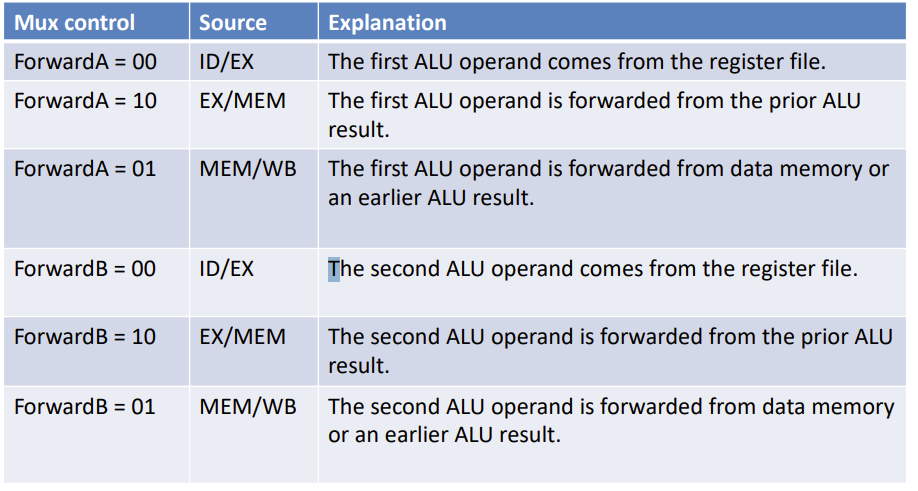 Mux control Source Explanation
ForwardA = 00 ID/EX The first ALU operand comes from the register file.
ForwardA = 10 EX/MEM The first ALU operand is forwarded from the prior ALU
result.
ForwardA = 01 MEM/WB The first ALU operand is forwarded from data memory or
an earlier ALU result.
ForwardB = 00 ID/EX The second ALU operand comes from the register file.
ForwardB = 10 EX/MEM The second ALU operand is forwarded from the prior ALU
result.
ForwardB = 01 MEM/WB The second ALU operand is forwarded from data memory
or an earlier ALU result.